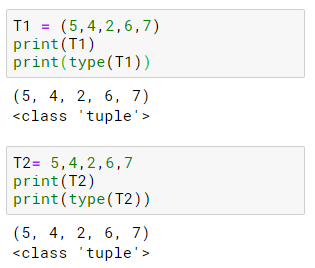 T1 = (5,4,2,6,7)
print(T1)
print(type(T1))
(5, 4, 2, 6, 7)
<class 'tuple'>
T2= 5,4,2,6,7
print(T2)
print(type(T2))
(5, 4, 2, 6, 7)
<class 'tuple'>